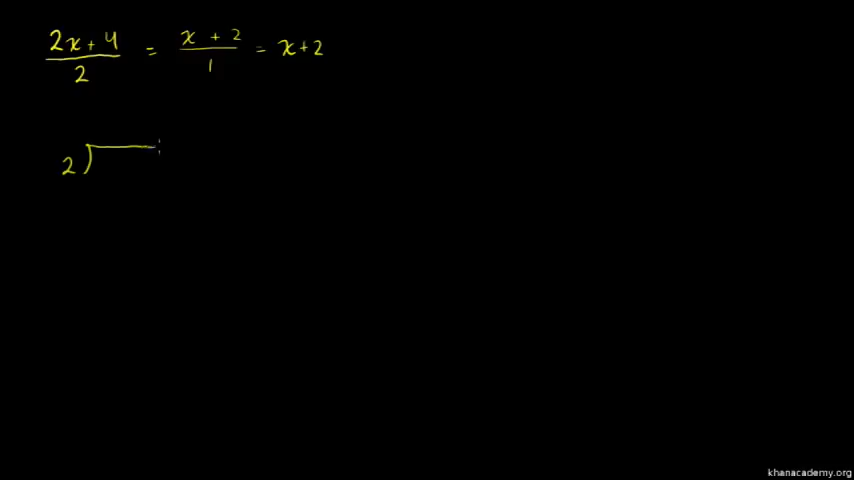 2x+4/2 = x + 2/1 = x+2
2
khanacademy.org